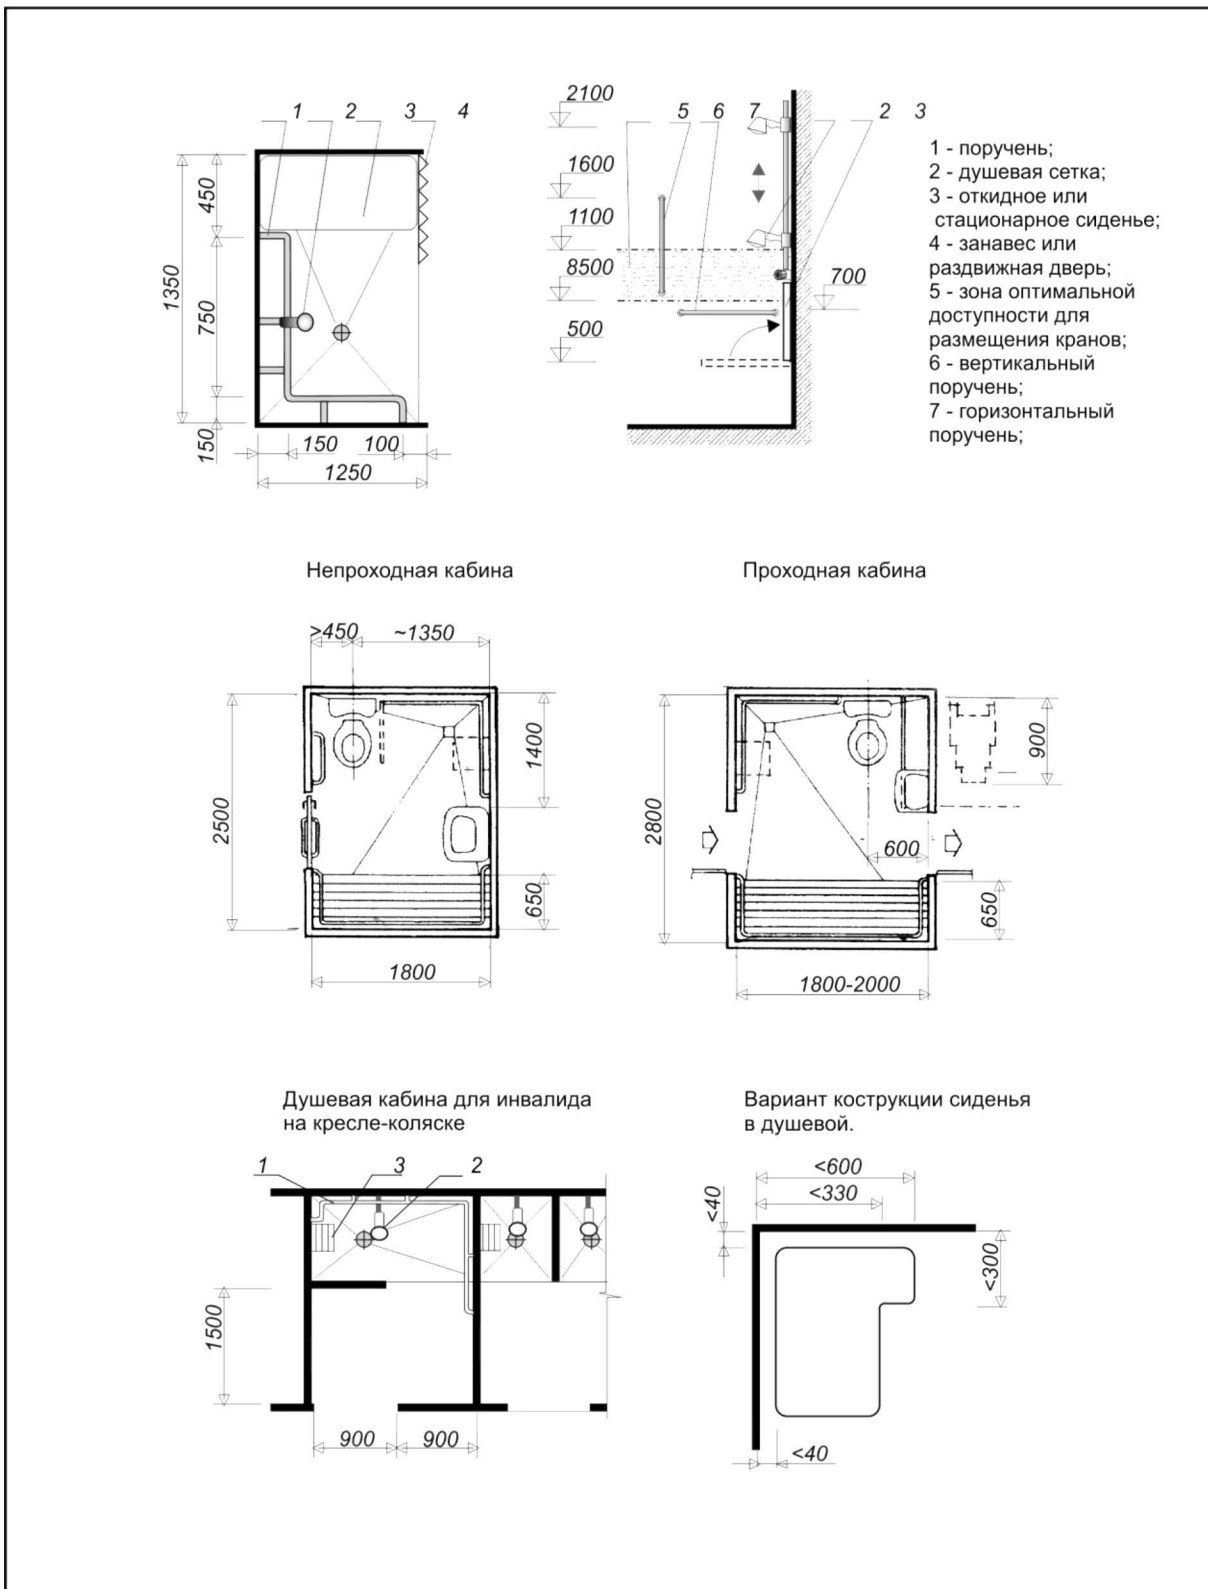 1 2 3 4
450
750
1350
150
150 100
1250
2100
1600
1100
8500
500
5 6 7 2 3
700
1 - поручень;
2 - душевая сетка;
3 - откидное или
стационарное сиденье;
4 - занавес или
раздвижная дверь;
5 - зона оптимальной
доступности для
размещения кранов;
6 - вертикальный
поручень;
7 - горизонтальный
поручень;
Непроходная кабина
>450 ~1350
2500
1400
650
1800
Проходная кабина
2800
900
600
650
1800-2000
Душевая кабина для инвалида
на кресле-коляске
1 3 2
1500
900 900
Вариант кострукции сиденья
в душевой.
<600
<330
<40
<300
<40